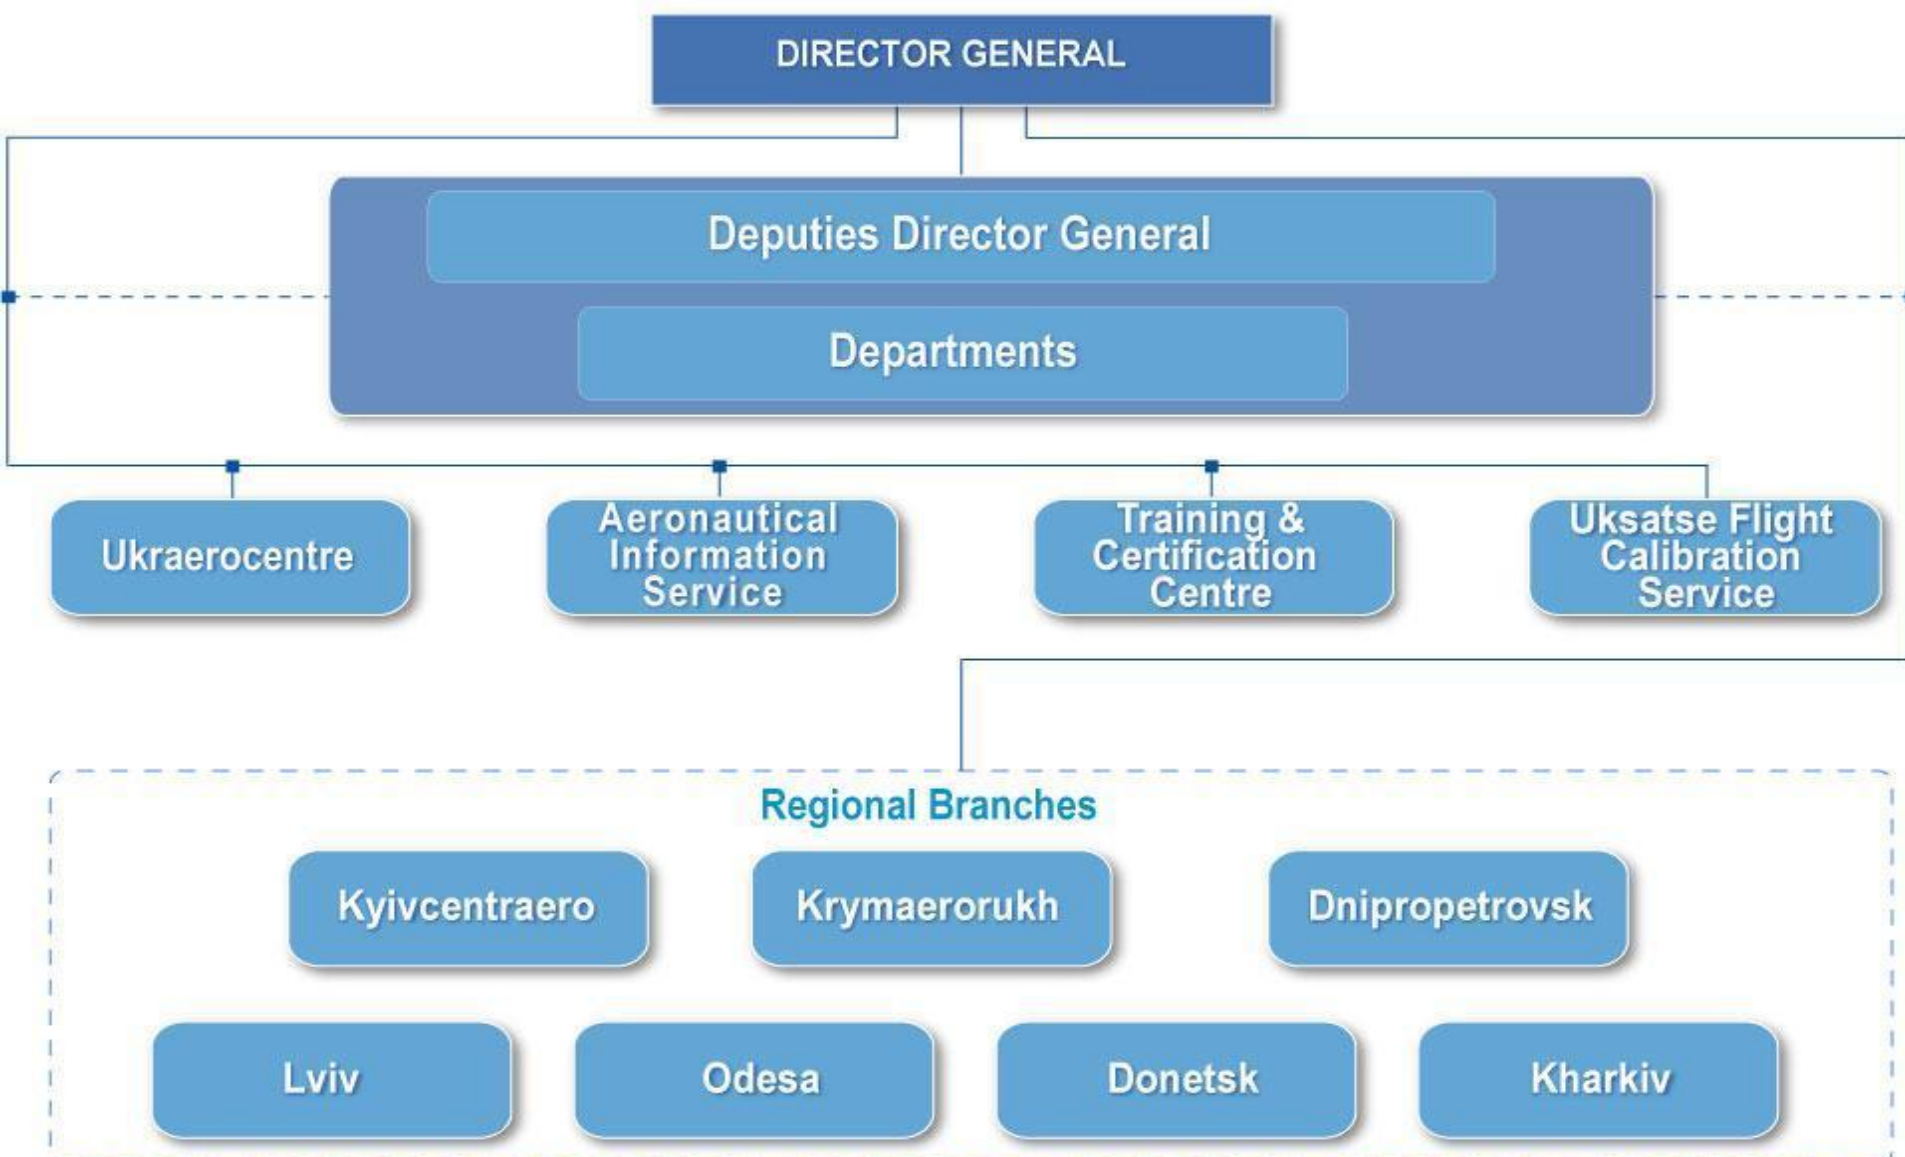 DIRECTOR GENERAL
Deputies Director General
Departments
Ukraerocentre
Aeronautical
Information
Service
Training &
Certification
Centre
Uksatse Flight
Calibration
Service
Regional Branches
Kyivcentraero
Krymaerorukh
Dnipropetrovsk
Lviv
Odesa
Donetsk
Kharkiv